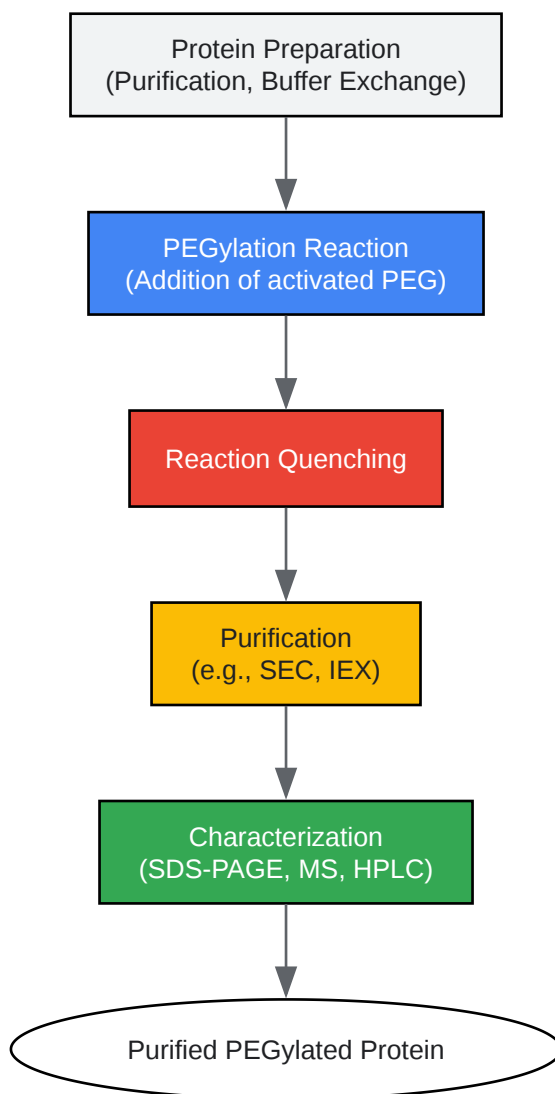 Protein Preparation
(Purification, Buffer Exchange)
PEGylation Reaction
(Addition of activated PEG)
Reaction Quenching
Purification
(e.g., SEC, IEX)
Characterization
(SDS-PAGE, MS, HPLC)
Purified PEGylated Protein